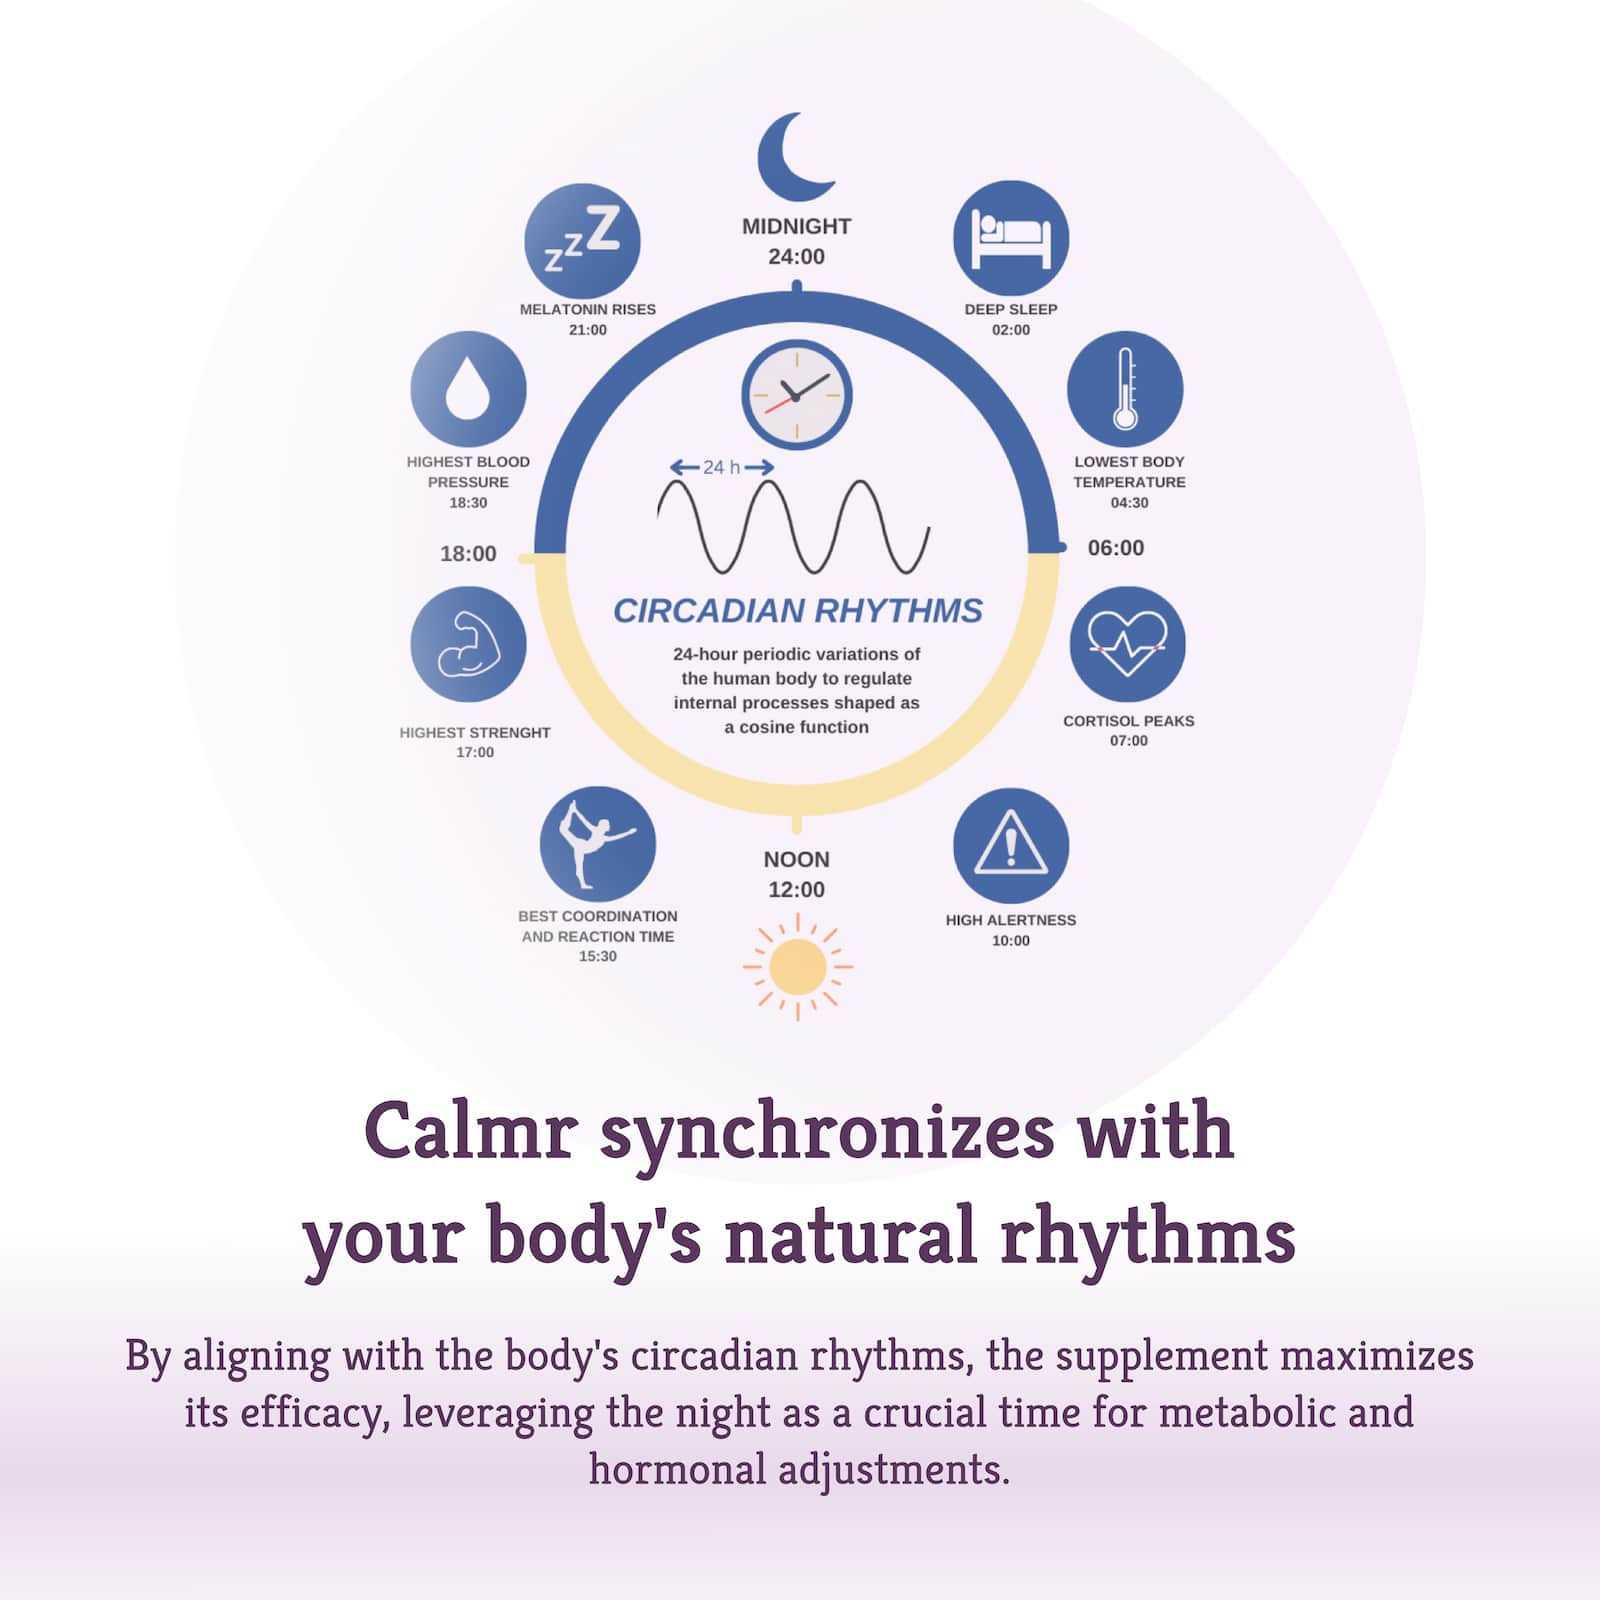 MIDNIGHT
24:00
zzZ
MELATONIN RISES
21:00
DEEP SLEEP
02:00
HIGHEST BLOOD
PRESSURE
18:30
LOWEST BODY
TEMPERATURE
04:30
24 h
18:00
06:00
CIRCADIAN RHYTHMS
24-hour periodic variations of
the human body to regulate
internal processes shaped as
a cosine function
HIGHEST STRENGHT
17:00
CORTISOL PEAKS
07:00
NOON
12:00
BEST COORDINATION
AND REACTION TIME
15:30
HIGH ALERTNESS
10:00
Calmr synchronizes with
your body's natural rhythms
By aligning with the body's circadian rhythms, the supplement maximizes
its efficacy, leveraging the night as a crucial time for metabolic and
hormonal adjustments.